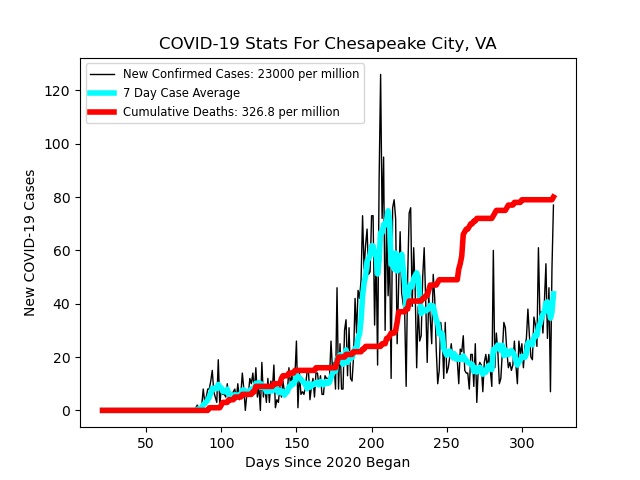 COVID-19 Stats For Chesapeake City, VA
New Confirmed Cases: 23000 per million
7 Day Case Average
Cumulative Deaths: 326.8 per million
New COVID-19 Cases
120
100
80
60
40
20
0
50 100 150 200 250 300
Days Since 2020 Began